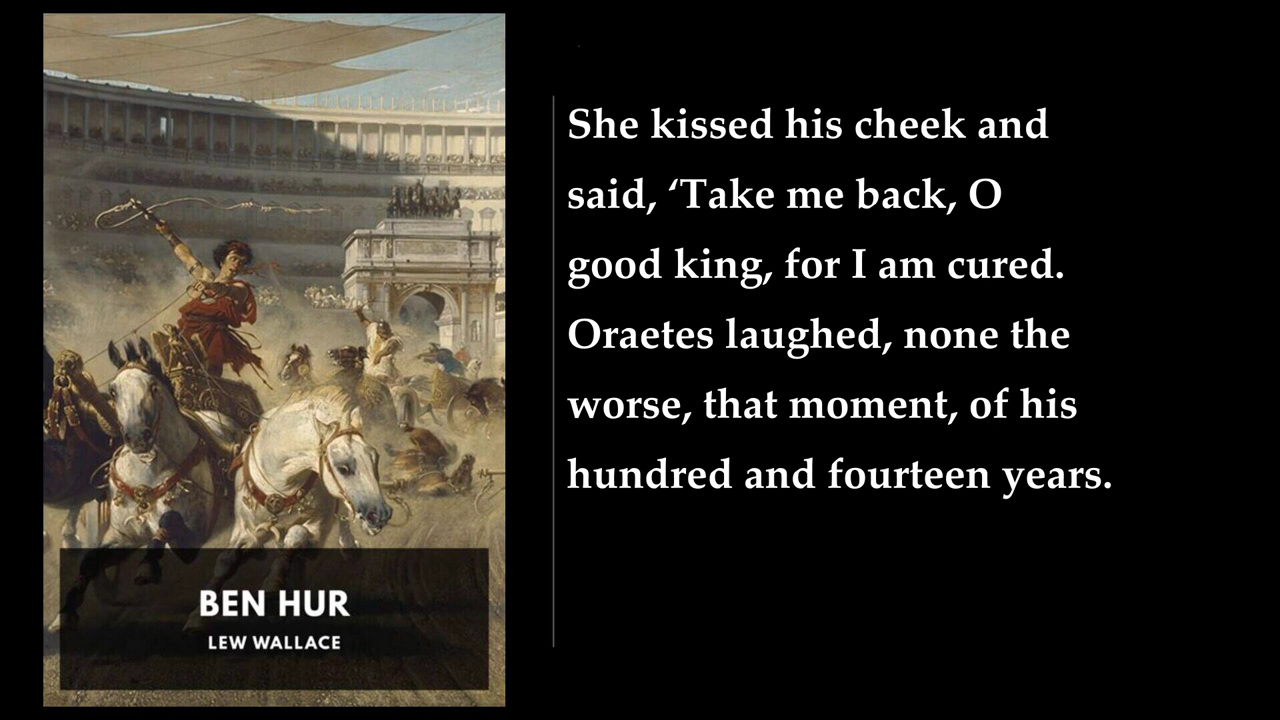 She kissed his cheek and
said, ‘Take me back, O
good king, for I am cured.
Oraetes laughed, none the
worse, that moment, of his
hundred and fourteen years.
BEN HUR
LEW WALLACE